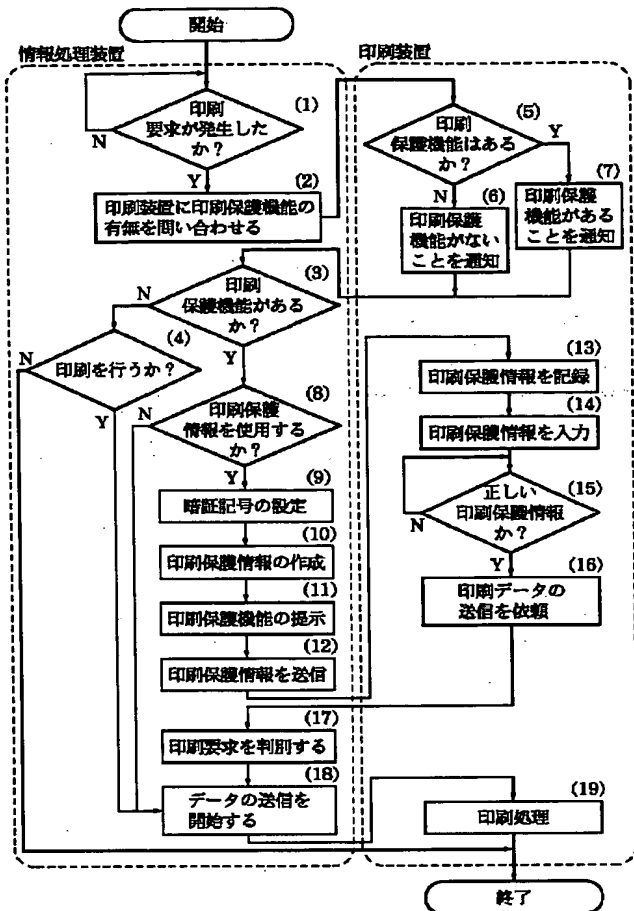 開始
情報処理装置
印刷装置
(1)
印刷
要求が発生した
か？
N
Y
(2)
印刷装置に印刷保護機能の
有無を問い合わせる
(5)
印刷
保護機能はある
か？
Y
N
(6)
印刷保護
機能がない
ことを通知
(7)
印刷保護
機能がある
ことを通知
(3)
印刷
保護機能がある
か？
N
Y
(4)
印刷を行うか？
N
Y
(8)
印刷保護
情報を使用する
か？
N
Y
(9)
暗証記号の設定
(10)
印刷保護情報の作成
(11)
印刷保護機能の提示
(12)
印刷保護情報を送信
(13)
印刷保護情報を記録
(14)
印刷保護情報を入力
(15)
正しい
印刷保護情報
か？
N
Y
(16)
印刷データの
送信を依頼
(17)
印刷要求を判別する
(18)
データの送信を
開始する
(19)
印刷処理
終了